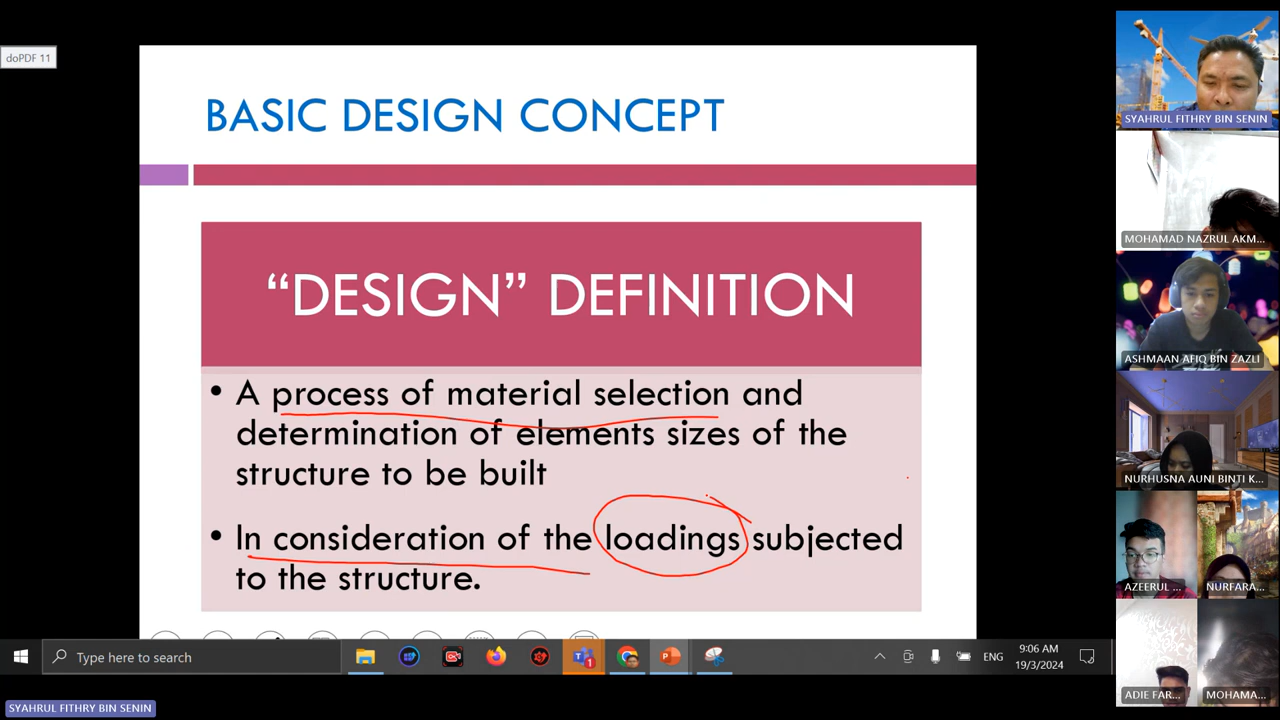 doPDF 11
BASIC DESIGN CONCEPT
“DESIGN” DEFINITION
• A process of material selection and
determination of elements sizes of the
structure to be built
• In consideration of the loadings subjected
to the structure.
Type here to search
1
ENG
9:06 AM
19/3/2024
SYAHRUL FITHRY BIN SENIN
SYAHRUL FITHRY BIN SENIN
MOHAMAD NAZRUL AKM...
ASHMAAN AFIQ BIN ZAZLI
NURHUSNA AUNI BINTI K...
AZEERUL ...
NURFARA...
ADIE FAR...
MOHAMA...